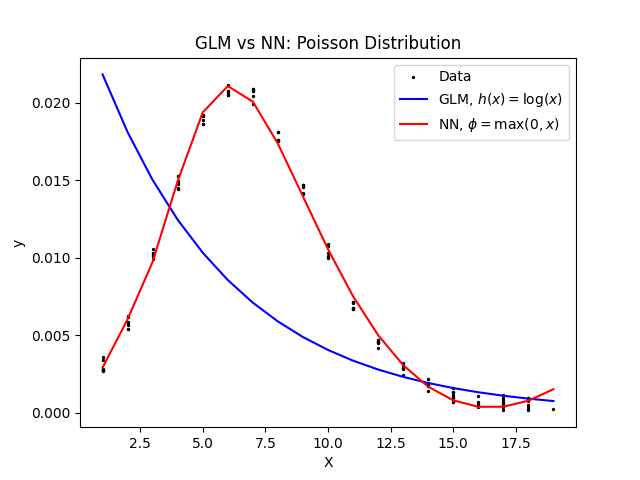 GLM vs NN: Poisson Distribution
Data
GLM, h(x) = log(x)
NN, ϕ = max(0, x)
y
0.020
0.015
0.010
0.005
0.000
2.5 5.0 7.5 10.0 12.5 15.0 17.5
X